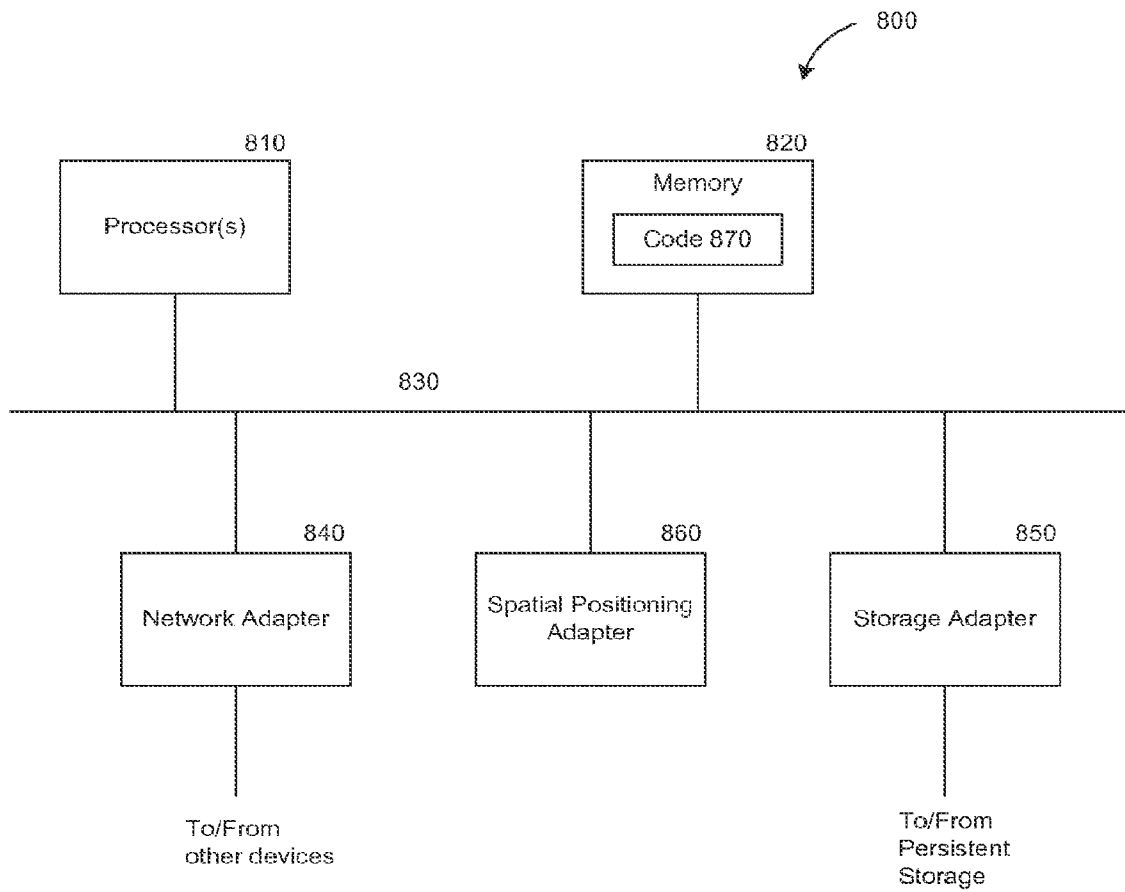 800
810
820
Processor(s)
Memory
Code 870
830
840
860
850
Network Adapter
Spatial Positioning
Adapter
Storage Adapter
To/From
other devices
To/From
Persistent
Storage